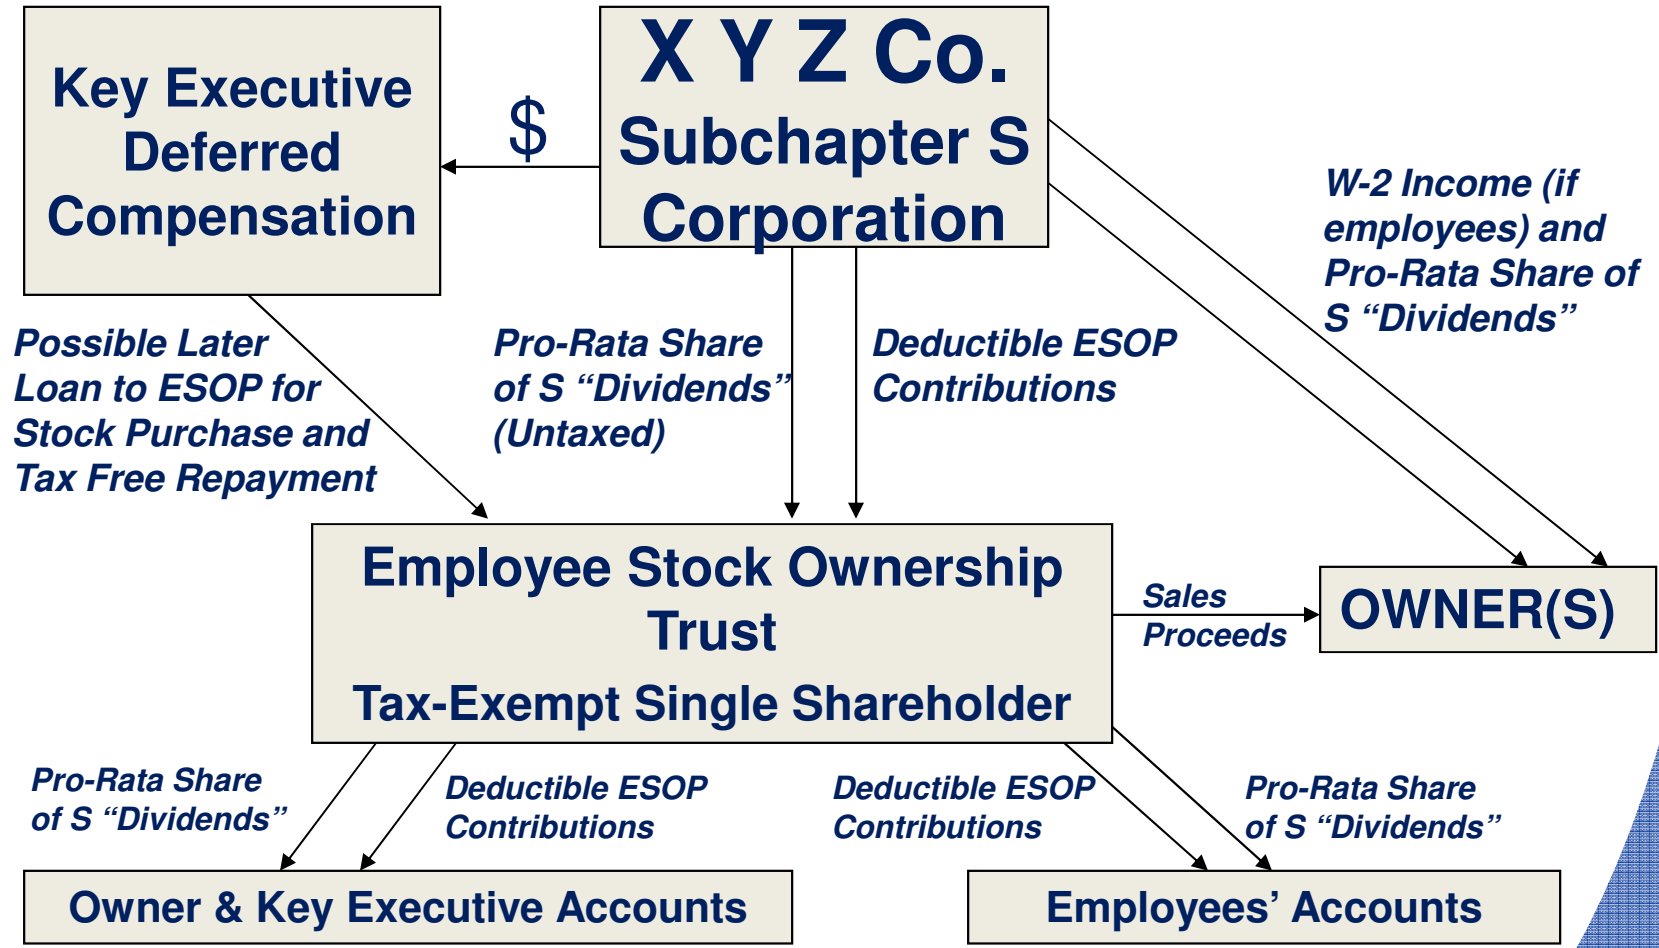 Key Executive
Deferred
Compensation
$
X Y Z Co.
Subchapter S
Corporation
W-2 Income (if
employees) and
Pro-Rata Share of
S “Dividends”
Possible Later
Loan to ESOP for
Stock Purchase and
Tax Free Repayment
Pro-Rata Share
of S “Dividends”
(Untaxed)
Deductible ESOP
Contributions
Employee Stock Ownership
Trust
Tax-Exempt Single Shareholder
Sales
Proceeds
OWNER(S)
Pro-Rata Share
of S “Dividends”
Deductible ESOP
Contributions
Deductible ESOP
Contributions
Pro-Rata Share
of S “Dividends”
Owner & Key Executive Accounts
Employees’ Accounts